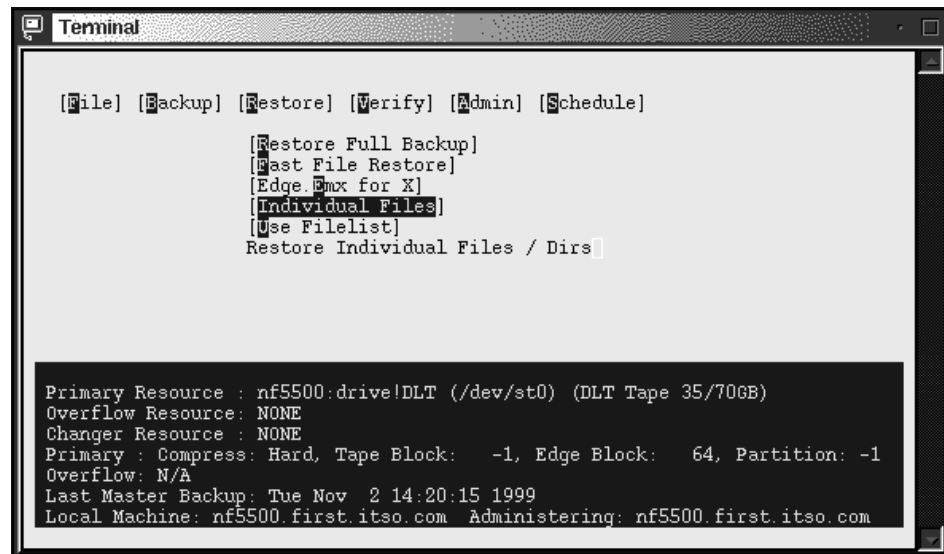 Terminal
[File] [Backup] [Restore] [Verify] [Admin] [Schedule]
[Restore Full Backup]
[Fast File Restore]
[Edge.Emx for X]
[Individual Files]
[Use Filelist]
Restore Individual Files / Dirs
Primary Resource : nf5500:drive!DLT (/dev/st0) (DLT Tape 35/70GB)
Overflow Resource: NONE
Changer Resource : NONE
Primary : Compress: Hard, Tape Block:   -1, Edge Block:   64, Partition: -1
Overflow: N/A
Last Master Backup: Tue Nov  2 14:20:15 1999
Local Machine: nf5500.first.itso.com  Administering: nf5500.first.itso.com